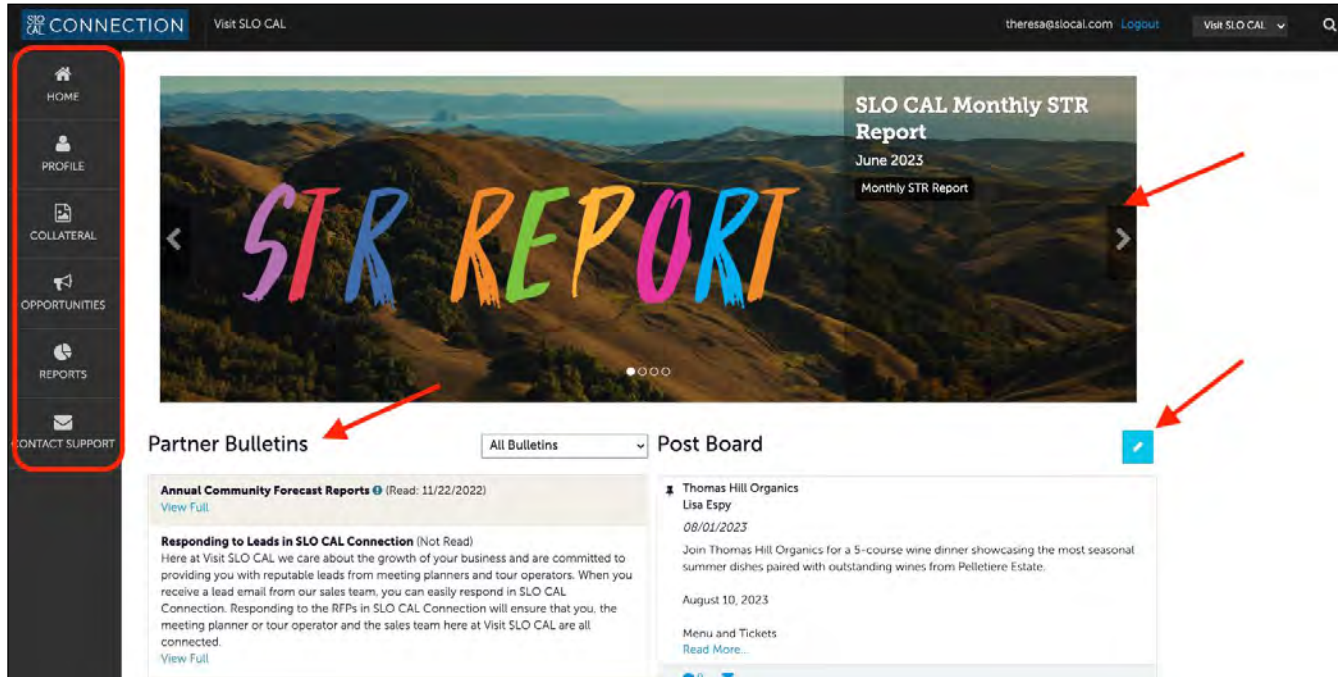 SLO CAL CONNECTION
Visit SLO CAL
theresa@slocal.com Logout
Visit SLO CAL
HOME
PROFILE
COLLATERAL
OPPORTUNITIES
REPORTS
CONTACT SUPPORT
SLO CAL Monthly STR
Report
June 2023
Monthly STR Report
STR REPORT
Partner Bulletins
All Bulletins
Annual Community Forecast Reports (Read: 11/22/2022)
View Full
Responding to Leads in SLO CAL Connection (Not Read)
Here at Visit SLO CAL we care about the growth of your business and are committed to
providing you with reputable leads from meeting planners and tour operators. When you
receive a lead email from our sales team, you can easily respond in SLO CAL
Connection. Responding to the RFPs in SLO CAL Connection will ensure that you, the
meeting planner or tour operator and the sales team here at Visit SLO CAL are all
connected.
View Full
Post Board
Thomas Hill Organics
Lisa Espy
08/01/2023
Join Thomas Hill Organics for a 5-course wine dinner showcasing the most seasonal
summer dishes paired with outstanding wines from Pelletiere Estate.
August 10, 2023
Menu and Tickets
Read More...